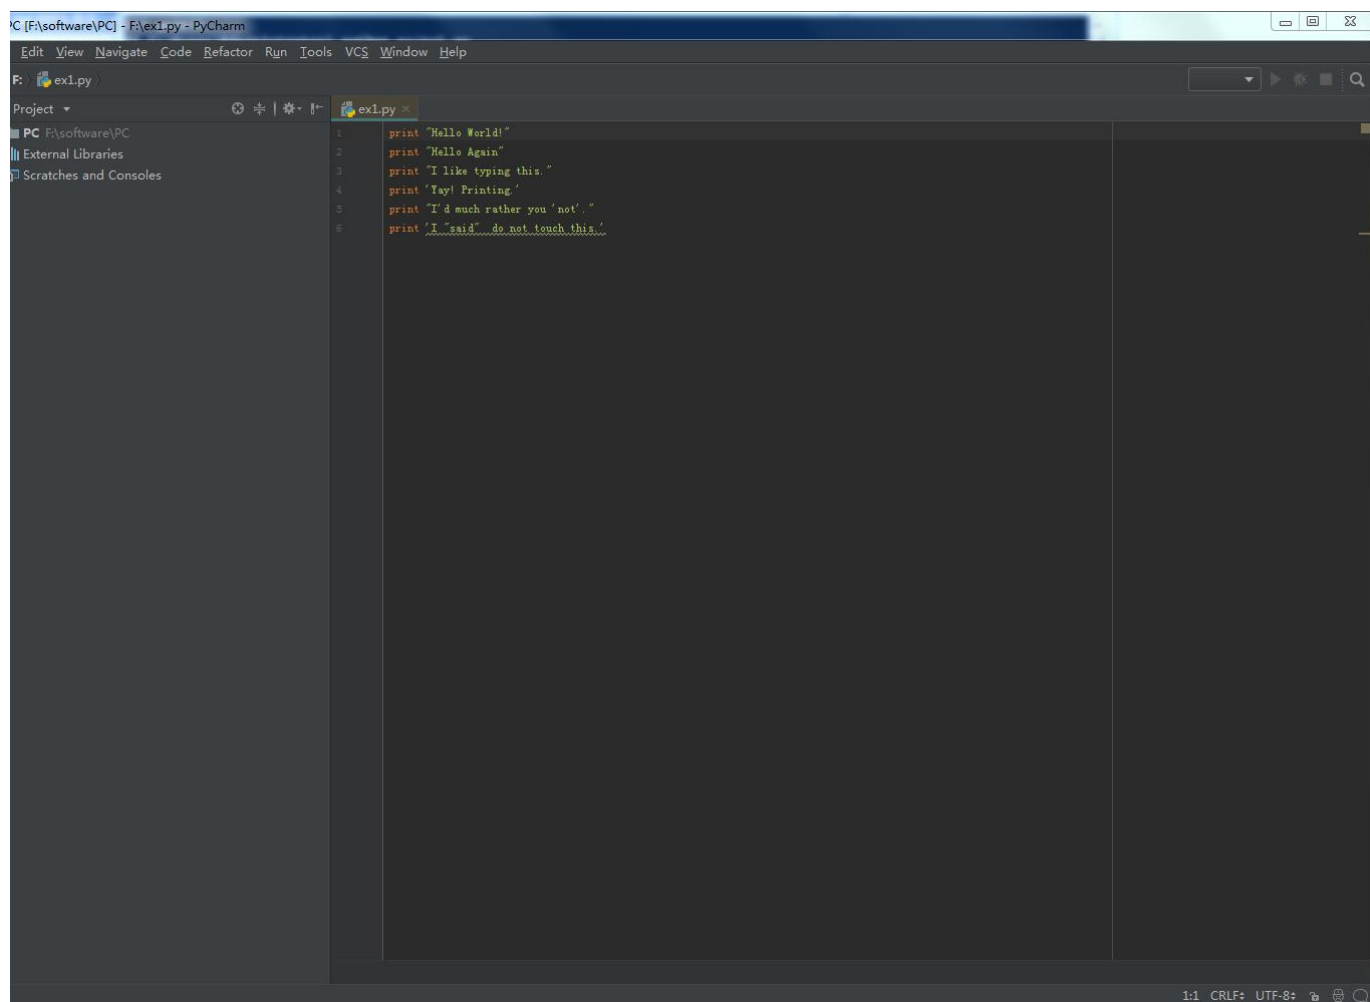 PC [F:\software\PC] - F:\ex1.py - PyCharm
Edit View Navigate Code Refactor Run Tools VCS Window Help
F: ex1.py
Project
ex1.py
PC F:\software\PC
External Libraries
Scratches and Consoles
1 print "Hello World!"
2 print "Hello Again"
3 print "I like typing this."
4 print 'Yay! Printing.'
5 print "I'd much rather you 'not'."
6 print 'I "said" do not touch this.'
1:1 CRLF UTF-8